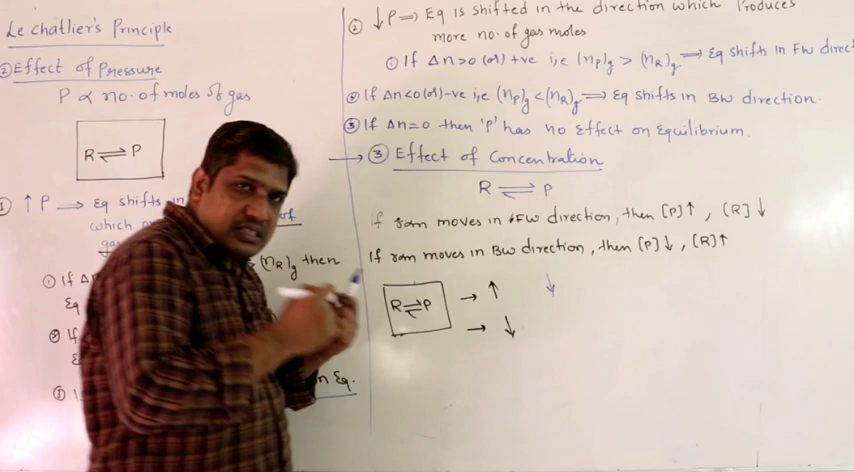 Le chatlier's Principle
② Effect of Pressure
P ∝ no. of moles of gas
R ⇌ P
① ↑ P ⟹ Eq shifts in
which
of
(nR)g then
① If Δn
Eq
② If
③
on Eq.
② ↓P ⟹ Eq is shifted in the direction which Produces
more no. of gas moles
① If Δn>0 (or) +ve i,e (nP)g > (nR)g ⟹ Eq shifts in Fw direc
② If Δn<0 (or) -ve i,e (nP)g < (nR)g ⟹ Eq shifts in Bw direction.
③ If Δn=0 then 'P' has no Effect on Equilibrium.
→ ③ Effect of Concentration
R ⇌ P
If rxn moves in Fw direction, then [P]↑ , [R]↓
If rxn moves in Bw direction, then [P]↓ , [R]↑
R⇌P → ↑ ↓
→ ↓